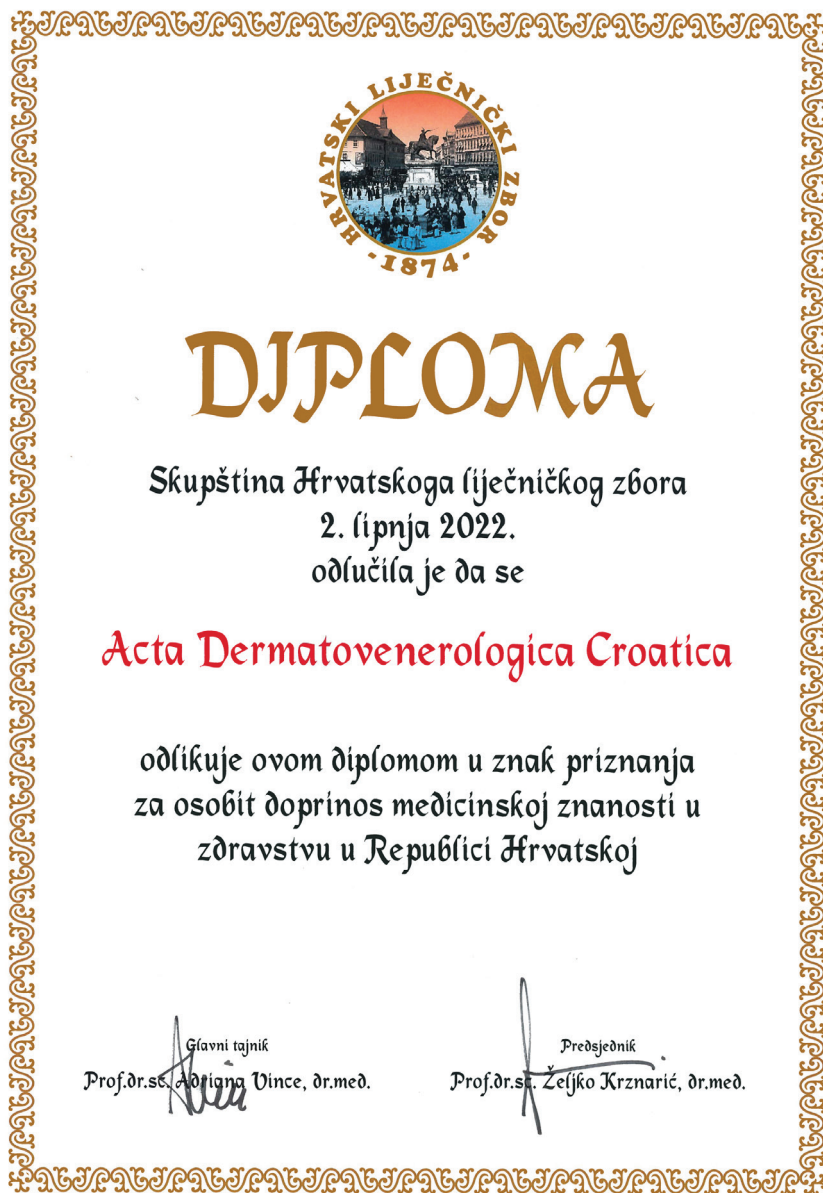 HRVATSKI LIJEČNIČKI ZBOR
- 1874 -
DIPLOMA
Skupština Hrvatskoga liječničkog zbora
2. lipnja 2022.
odlučila je da se
Acta Dermatovenerologica Croatica
odlikuje ovom diplomom u znak priznanja
za osobit doprinos medicinskoj znanosti u
zdravstvu u Republici Hrvatskoj
Glavni tajnik
Prof.dr.sc. Adriana Vince, dr.med.
Predsjednik
Prof.dr.sc. Željko Krznarić, dr.med.